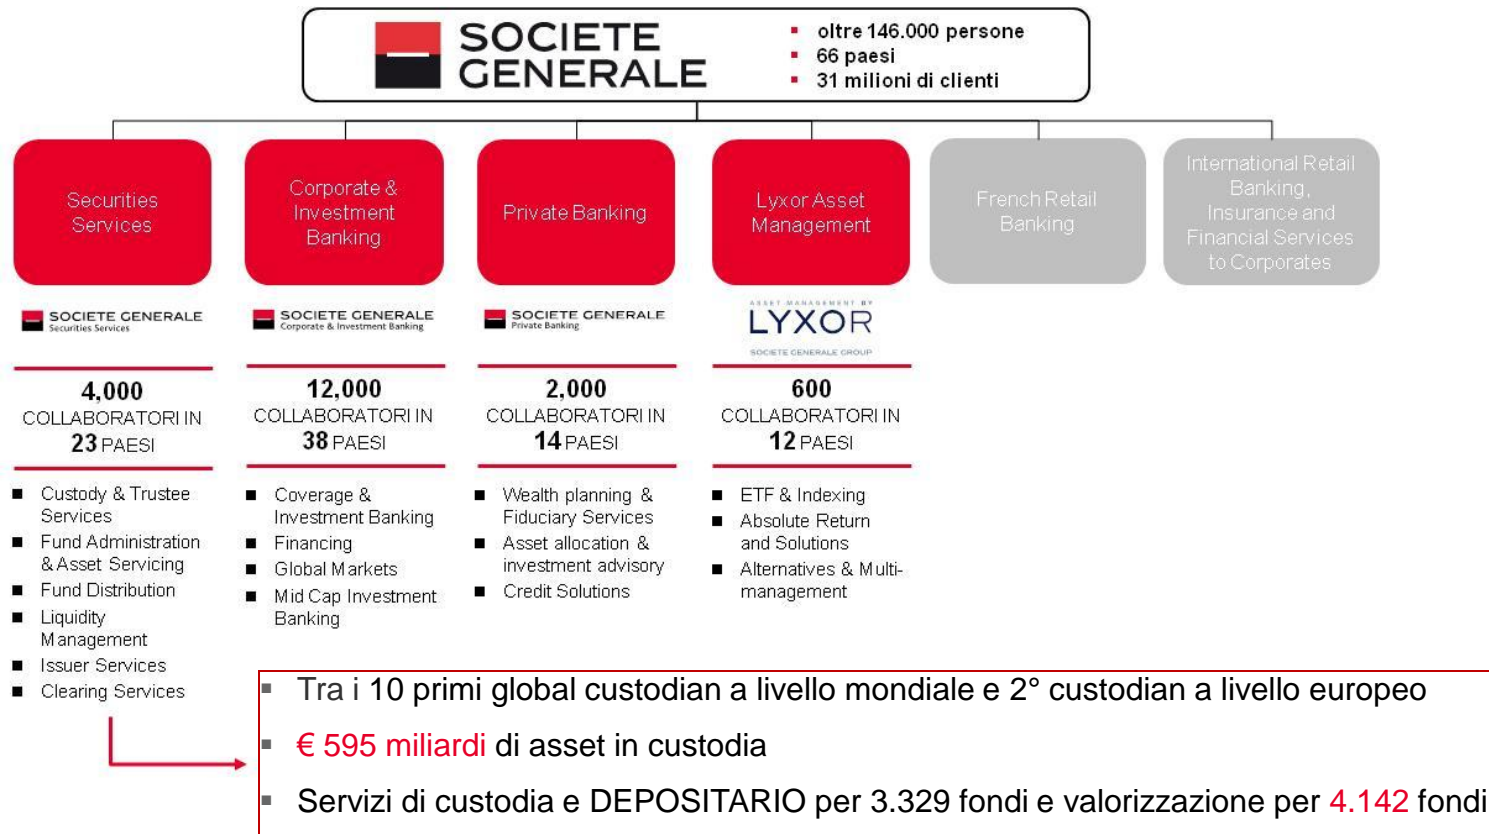 SOCIETE
GENERALE
oltre 146.000 persone
66 paesi
31 milioni di clienti
Securities
Services
Corporate &
Investment
Banking
Private Banking
Lyxor Asset
Management
French Retail
Banking
International Retail
Banking,
Insurance and
Financial Services
to Corporates
SOCIETE GENERALE
Securities Services
SOCIETE GENERALE
Corporate & Investment Banking
SOCIETE GENERALE
Private Banking
ASSET MANAGEMENT BY
LYXOR
SOCIETE GENERALE GROUP
4,000
COLLABORATORI IN
23 PAESI
12,000
COLLABORATORI IN
38 PAESI
2,000
COLLABORATORI IN
14 PAESI
600
COLLABORATORI IN
12 PAESI
■ Custody & Trustee
Services
■ Fund Administration
& Asset Servicing
■ Fund Distribution
■ Liquidity
Management
■ Issuer Services
■ Clearing Services
■ Coverage &
Investment Banking
■ Financing
■ Global Markets
■ Mid Cap Investment
Banking
■ Wealth planning &
Fiduciary Services
■ Asset allocation &
investment advisory
■ Credit Solutions
■ ETF & Indexing
■ Absolute Return
and Solutions
■ Alternatives & Multi-
management
▪ Tra i 10 primi global custodian a livello mondiale e 2° custodian a livello europeo
▪ € 595 miliardi di asset in custodia
▪ Servizi di custodia e DEPOSITARIO per 3.329 fondi e valorizzazione per 4.142 fondi